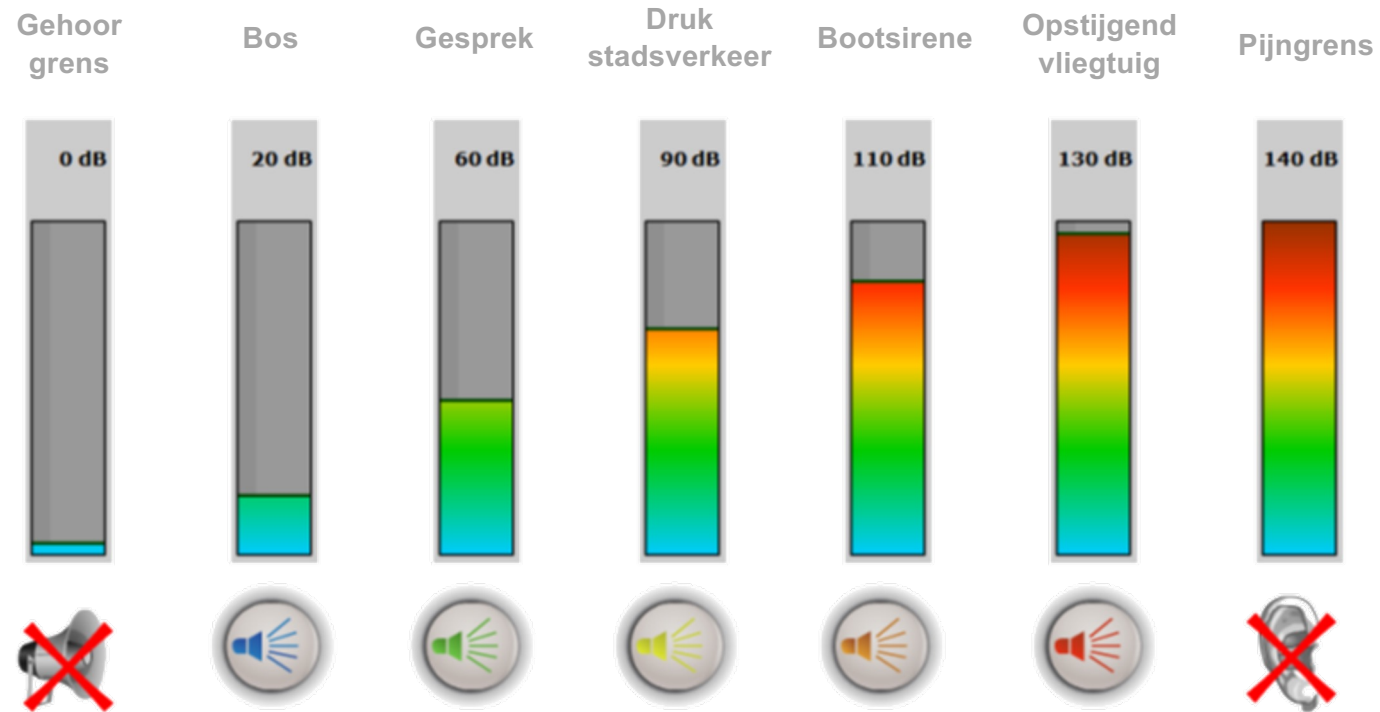 Gehoor
grens
Bos
Gesprek
Druk
stadsverkeer
Bootsirene
Opstijgend
vliegtuig
Pijngrens
0 dB
20 dB
60 dB
90 dB
110 dB
130 dB
140 dB